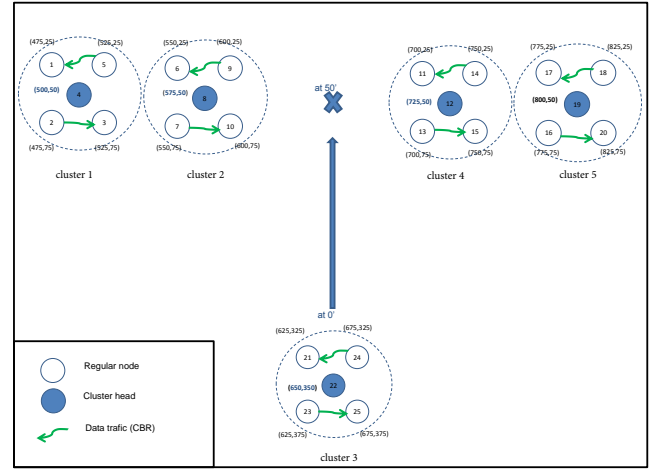 (475,25) (525,25) (550,25) (600,25) (700,25) (750,25) (775,25) (825,25)
1 5 6 9 11 14 17 18
at 50'
(500,50) 4 (575,50) 8 (725,50) 12 (800,50) 19
2 3 7 10 13 15 16 20
(475,75) (525,75) (550,75) (600,75) (700,75) (750,75) (775,75) (825,75)
cluster 1 cluster 2 cluster 4 cluster 5
at 0'
(625,325) (675,325)
21 24
(650,350) 22
23 25
(625,375) (675,375)
cluster 3
Regular node
Cluster head
Data trafic (CBR)